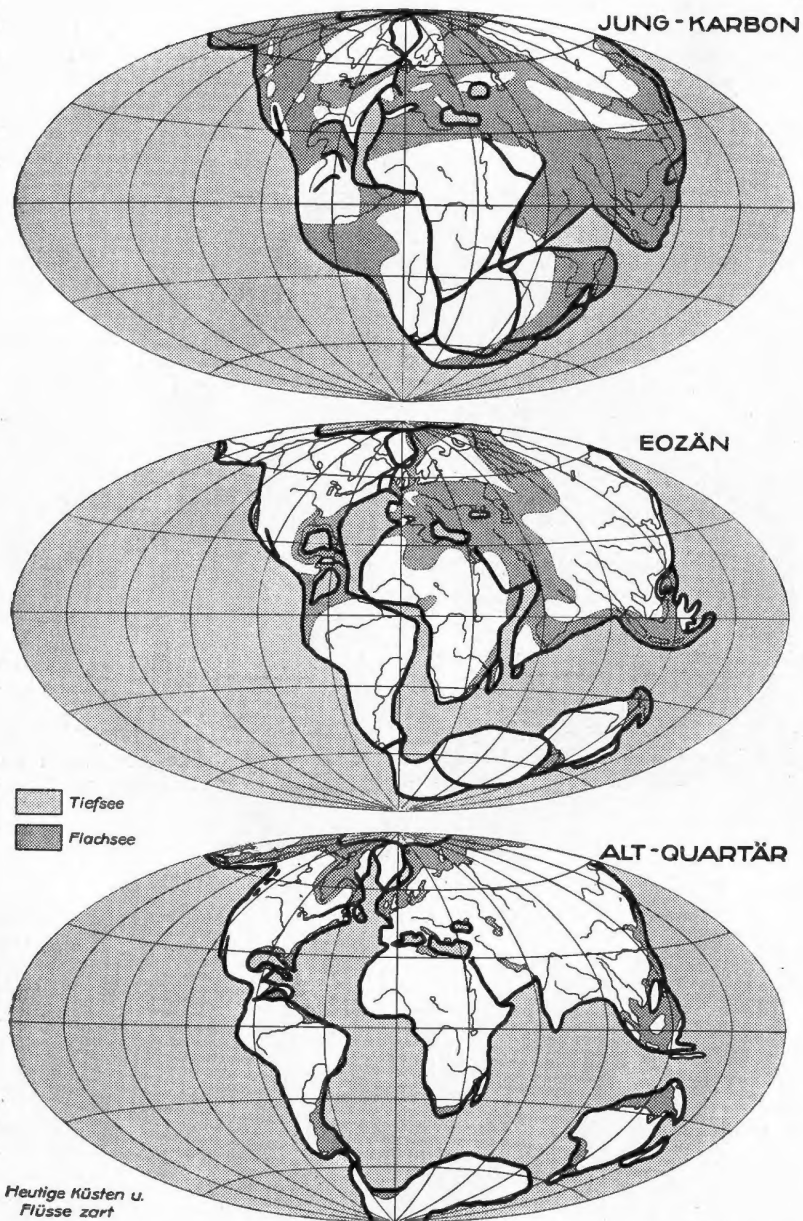 JUNG-KARBON
EOZÄN
Tiefsee
Flachsee
ALT-QUARTÄR
Heutige Küsten u.
Flüsse zart